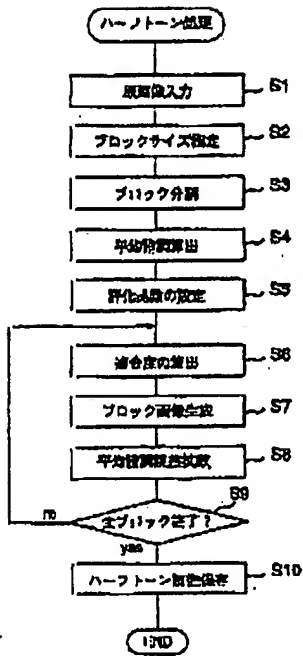 ハーフトーン処理
原画像入力 S1
ブロックサイズ指定 S2
ブロック分割 S3
平均階調算出 S4
評価関数の設定 S5
適合度の算出 S6
ブロック画像生成 S7
平均階調誤差拡散 S8
全ブロック終了? S9
no
yes
ハーフトーン画像保存 S10
END